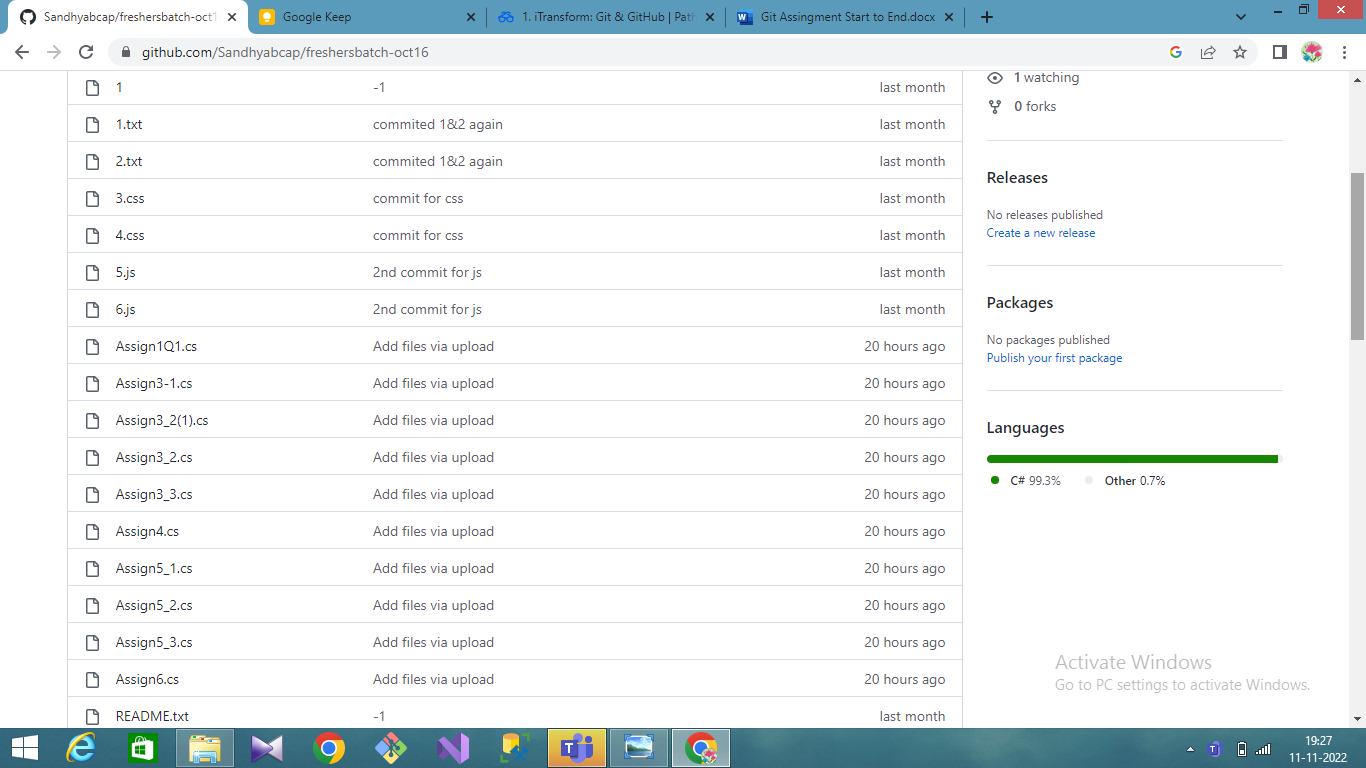 Sandhyabcap/freshersbatch-oct1
Google Keep
1. iTransform: Git & GitHub | Path
Git Assingment Start to End.docx
github.com/Sandhyabcap/freshersbatch-oct16
1 -1 last month
1.txt commited 1&2 again last month
2.txt commited 1&2 again last month
3.css commit for css last month
4.css commit for css last month
5.js 2nd commit for js last month
6.js 2nd commit for js last month
Assign1Q1.cs Add files via upload 20 hours ago
Assign3-1.cs Add files via upload 20 hours ago
Assign3_2(1).cs Add files via upload 20 hours ago
Assign3_2.cs Add files via upload 20 hours ago
Assign3_3.cs Add files via upload 20 hours ago
Assign4.cs Add files via upload 20 hours ago
Assign5_1.cs Add files via upload 20 hours ago
Assign5_2.cs Add files via upload 20 hours ago
Assign5_3.cs Add files via upload 20 hours ago
Assign6.cs Add files via upload 20 hours ago
README.txt -1 last month
1 watching
0 forks
Releases
No releases published
Create a new release
Packages
No packages published
Publish your first package
Languages
C# 99.3% Other 0.7%
Activate Windows
Go to PC settings to activate Windows.
19:27
11-11-2022